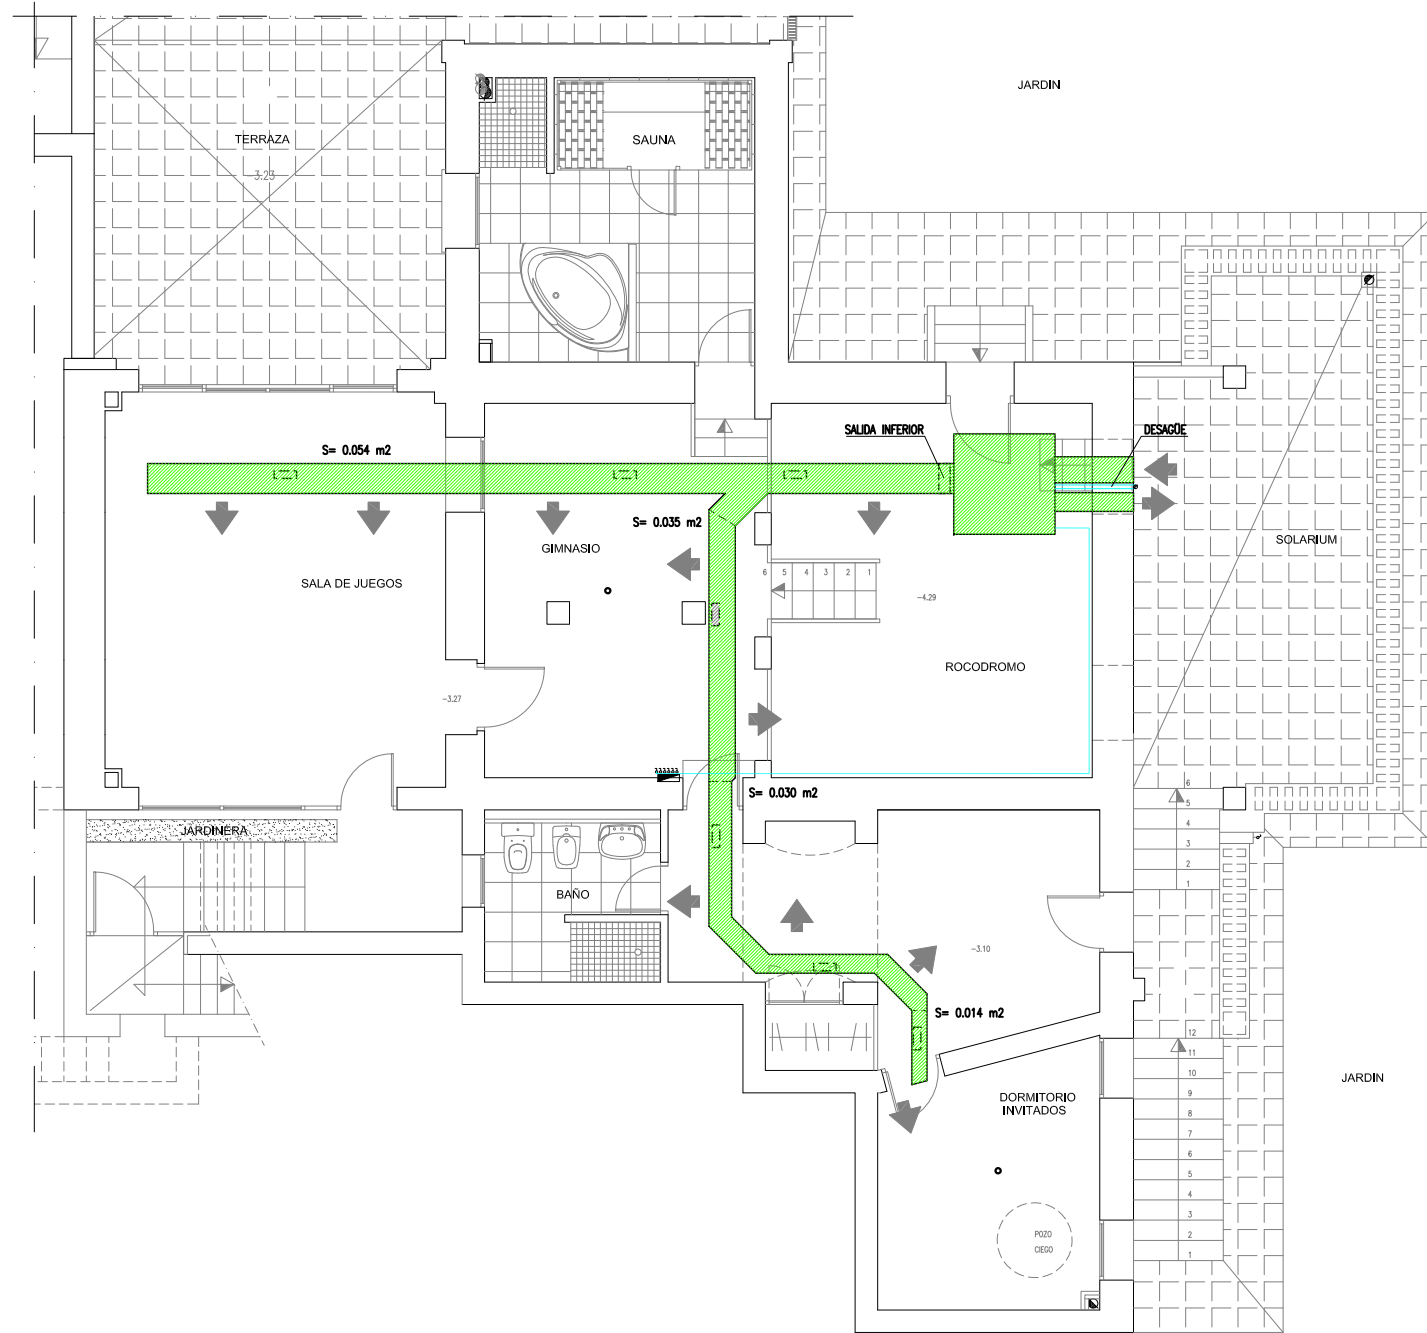 JARDIN
TERRAZA
SAUNA
-3.23
SALIDA INFERIOR
DESAGÜE
S= 0.054 m2
S= 0.035 m2
GIMNASIO
SOLARIUM
SALA DE JUEGOS
6 5 4 3 2 1
-4.29
ROCODROMO
-3.27
S= 0.030 m2
6
5
4
3
2
1
JARDINERA
BAÑO
-3.10
S= 0.014 m2
12
11
10
9
8
7
6
5
4
3
2
1
JARDIN
DORMITORIO
INVITADOS
POZO
CIEGO